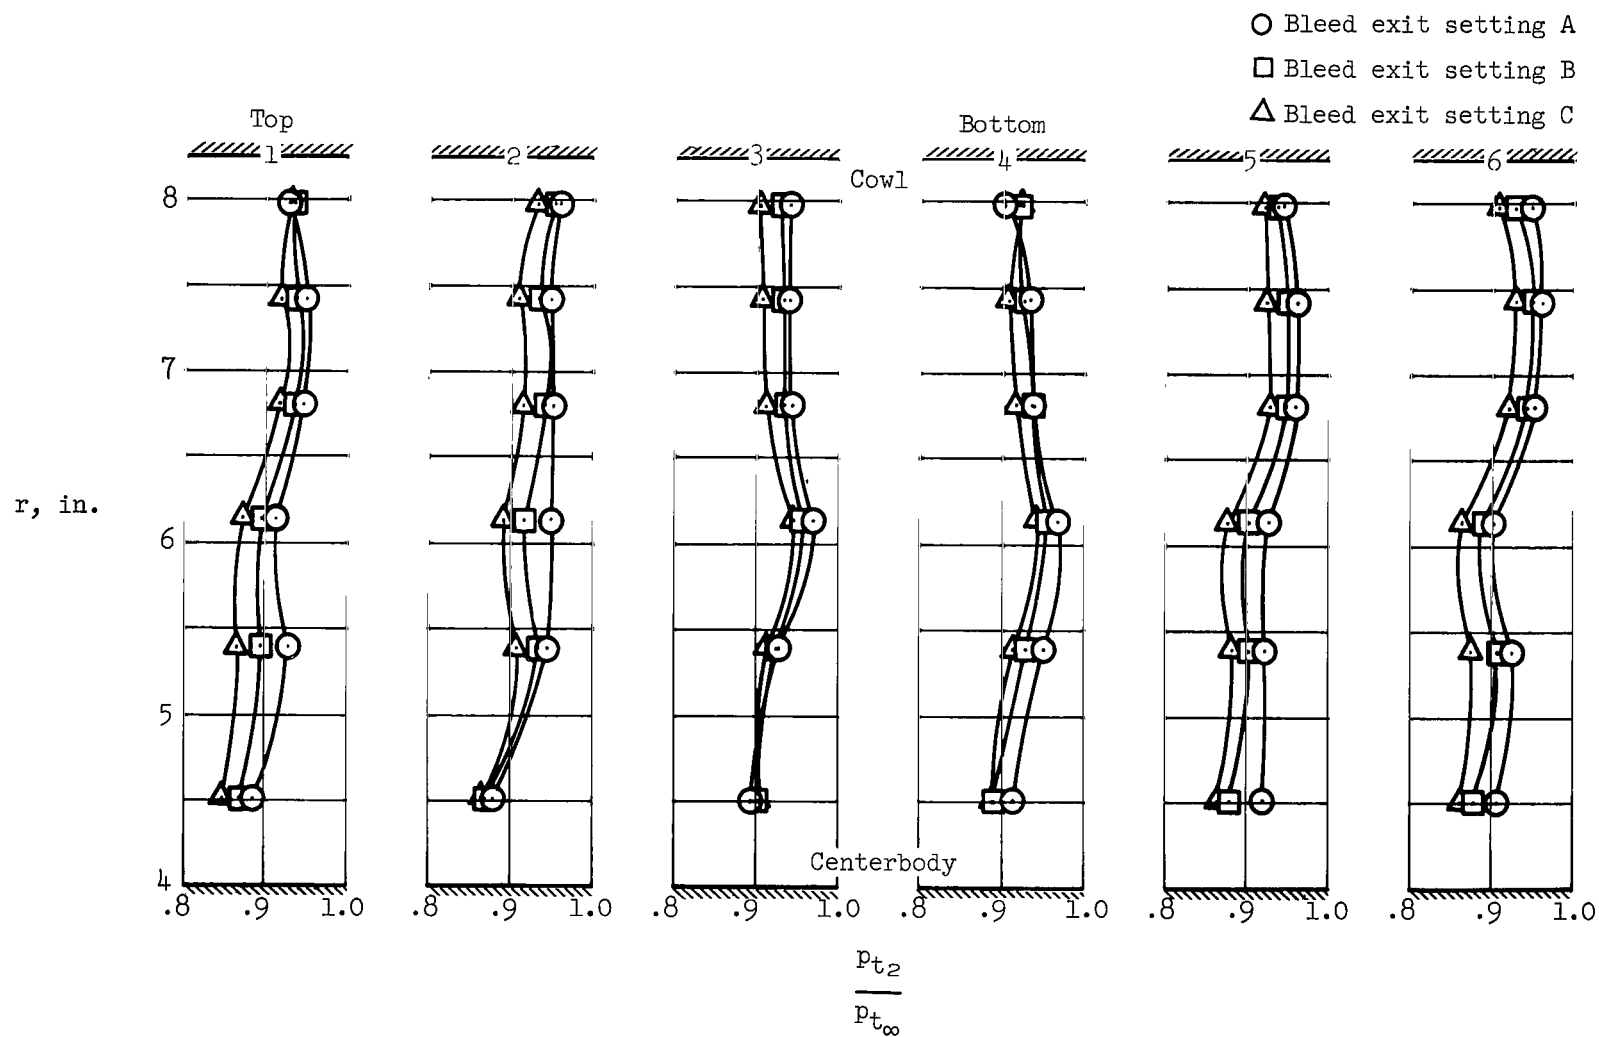 Bleed exit setting A
Bleed exit setting B
Bleed exit setting C
Top
Bottom
1 2 3 4 5 6
Cowl
8
7
r, in.
6
5
Centerbody
4
.8 .9 1.0 .8 .9 1.0 .8 .9 1.0 .8 .9 1.0 .8 .9 1.0 .8 .9 1.0
pt2
pt∞